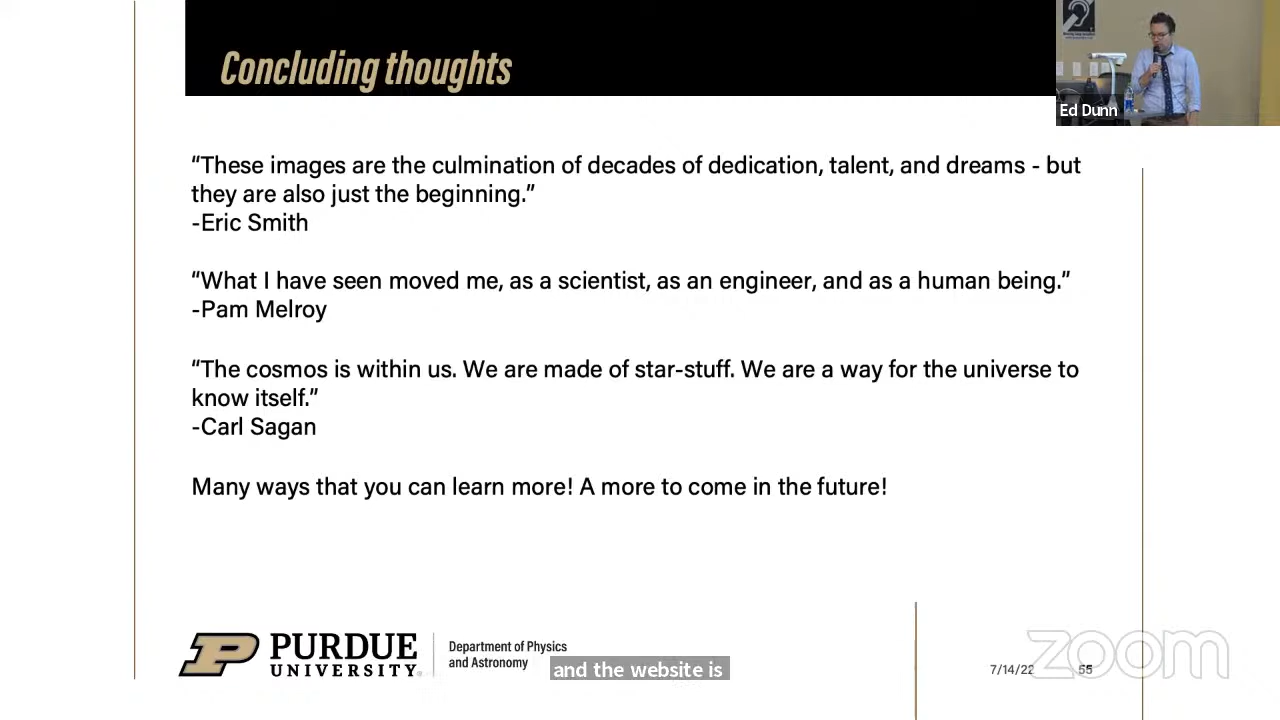 Concluding thoughts
Ed Dunn
“These images are the culmination of decades of dedication, talent, and dreams - but
they are also just the beginning.”
-Eric Smith
“What I have seen moved me, as a scientist, as an engineer, and as a human being.”
-Pam Melroy
“The cosmos is within us. We are made of star-stuff. We are a way for the universe to
know itself.”
-Carl Sagan
Many ways that you can learn more! A more to come in the future!
PURDUE
UNIVERSITY®
Department of Physics
and Astronomy
and the website is
7/14/22
55
zoom